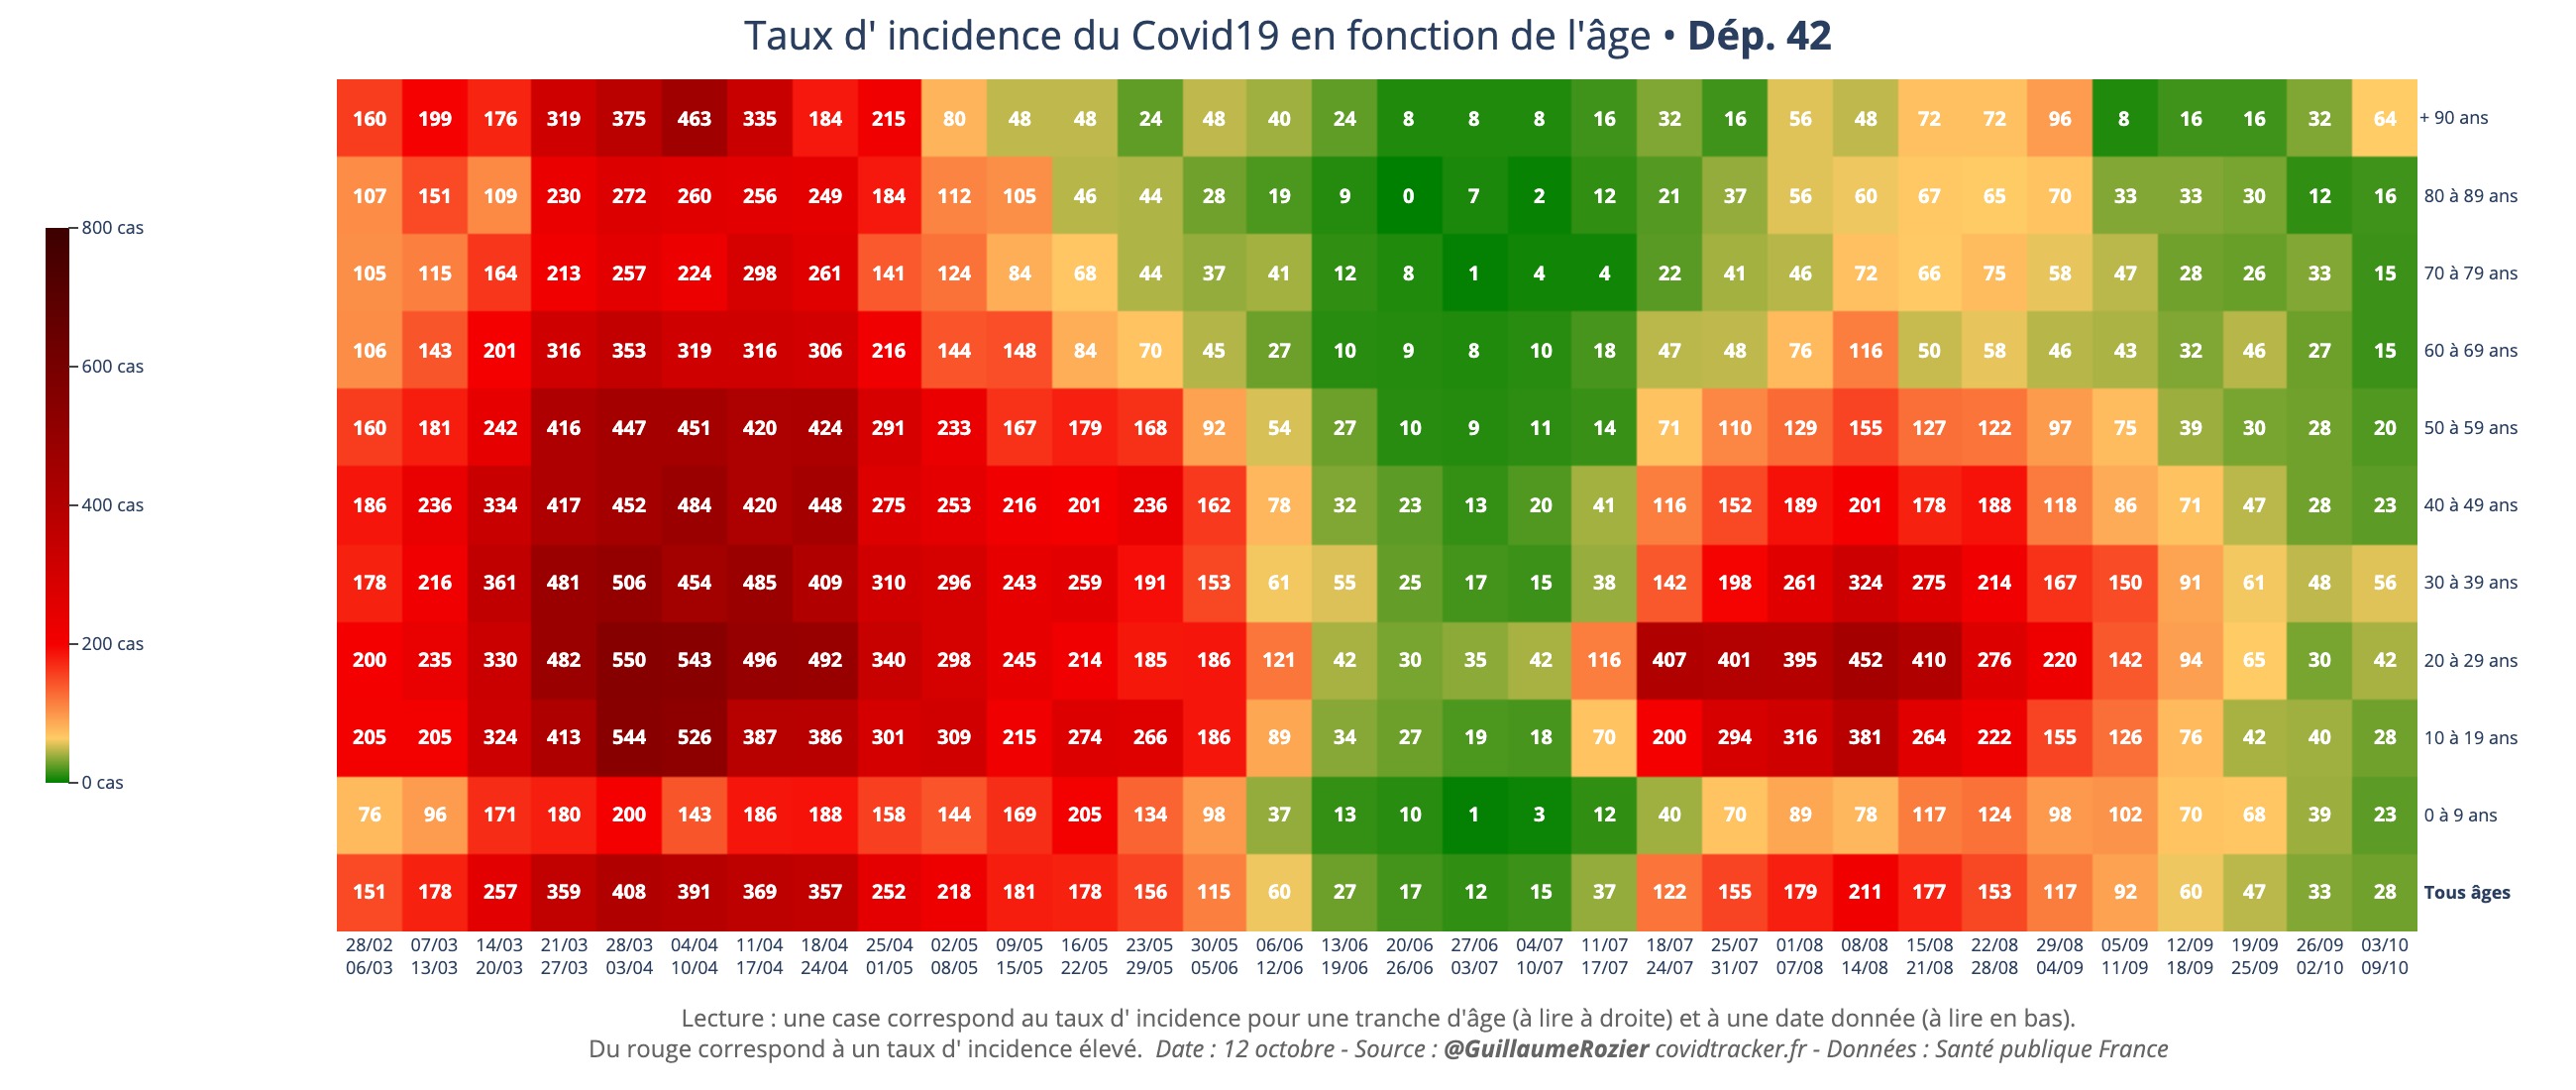 Taux d' incidence du Covid19 en fonction de l'âge • Dép. 42
800 cas
600 cas
400 cas
200 cas
0 cas
160 199 176 319 375 463 335 184 215 80 48 48 24 48 40 24 8 8 8 16 32 16 56 48 72 72 96 8 16 16 32 64 + 90 ans
107 151 109 230 272 260 256 249 184 112 105 46 44 28 19 9 0 7 2 12 21 37 56 60 67 65 70 33 33 30 12 16 80 à 89 ans
105 115 164 213 257 224 298 261 141 124 84 68 44 37 41 12 8 1 4 4 22 41 46 72 66 75 58 47 28 26 33 15 70 à 79 ans
106 143 201 316 353 319 316 306 216 144 148 84 70 45 27 10 9 8 10 18 47 48 76 116 50 58 46 43 32 46 27 15 60 à 69 ans
160 181 242 416 447 451 420 424 291 233 167 179 168 92 54 27 10 9 11 14 71 110 129 155 127 122 97 75 39 30 28 20 50 à 59 ans
186 236 334 417 452 484 420 448 275 253 216 201 236 162 78 32 23 13 20 41 116 152 189 201 178 188 118 86 71 47 28 23 40 à 49 ans
178 216 361 481 506 454 485 409 310 296 243 259 191 153 61 55 25 17 15 38 142 198 261 324 275 214 167 150 91 61 48 56 30 à 39 ans
200 235 330 482 550 543 496 492 340 298 245 214 185 186 121 42 30 35 42 116 407 401 395 452 410 276 220 142 94 65 30 42 20 à 29 ans
205 205 324 413 544 526 387 386 301 309 215 274 266 186 89 34 27 19 18 70 200 294 316 381 264 222 155 126 76 42 40 28 10 à 19 ans
76 96 171 180 200 143 186 188 158 144 169 205 134 98 37 13 10 1 3 12 40 70 89 78 117 124 98 102 70 68 39 23 0 à 9 ans
151 178 257 359 408 391 369 357 252 218 181 178 156 115 60 27 17 12 15 37 122 155 179 211 177 153 117 92 60 47 33 28 Tous âges
28/02 07/03 14/03 21/03 28/03 04/04 11/04 18/04 25/04 02/05 09/05 16/05 23/05 30/05 06/06 13/06 20/06 27/06 04/07 11/07 18/07 25/07 01/08 08/08 15/08 22/08 29/08 05/09 12/09 19/09 26/09 03/10
06/03 13/03 20/03 27/03 03/04 10/04 17/04 24/04 01/05 08/05 15/05 22/05 29/05 05/06 12/06 19/06 26/06 03/07 10/07 17/07 24/07 31/07 07/08 14/08 21/08 28/08 04/09 11/09 18/09 25/09 02/10 09/10
Lecture : une case correspond au taux d' incidence pour une tranche d'âge (à lire à droite) et à une date donnée (à lire en bas).
Du rouge correspond à un taux d' incidence élevé. Date : 12 octobre - Source : @GuillaumeRozier covidtracker.fr - Données : Santé publique France